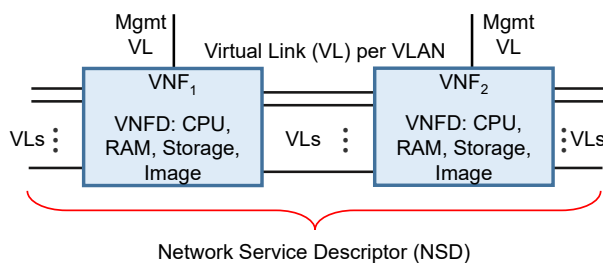 Mgmt
VL
Virtual Link (VL) per VLAN
Mgmt
VL
VNF1
VNFD: CPU,
RAM, Storage,
Image
VNF2
VNFD: CPU,
RAM, Storage,
Image
VLs
VLs
VLs
Network Service Descriptor (NSD)